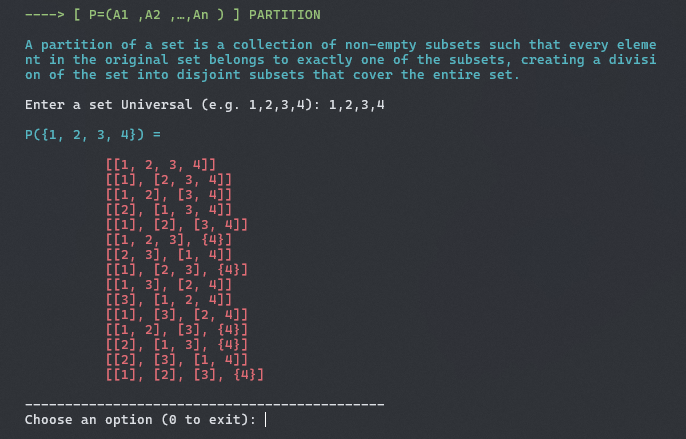 ----> [ P=(A1 ,A2 ,…,An ) ] PARTITION
A partition of a set is a collection of non-empty subsets such that every eleme
nt in the original set belongs to exactly one of the subsets, creating a divisi
on of the set into disjoint subsets that cover the entire set.
Enter a set Universal (e.g. 1,2,3,4): 1,2,3,4
P({1, 2, 3, 4}) =
[[1, 2, 3, 4]]
[[1], [2, 3, 4]]
[[1, 2], [3, 4]]
[[2], [1, 3, 4]]
[[1], [2], [3, 4]]
[[1, 2, 3], {4}]
[[2, 3], [1, 4]]
[[1], [2, 3], {4}]
[[1, 3], [2, 4]]
[[3], [1, 2, 4]]
[[1], [3], [2, 4]]
[[1, 2], [3], {4}]
[[2], [1, 3], {4}]
[[2], [3], [1, 4]]
[[1], [2], [3], {4}]
---------------------------------------------
Choose an option (0 to exit):